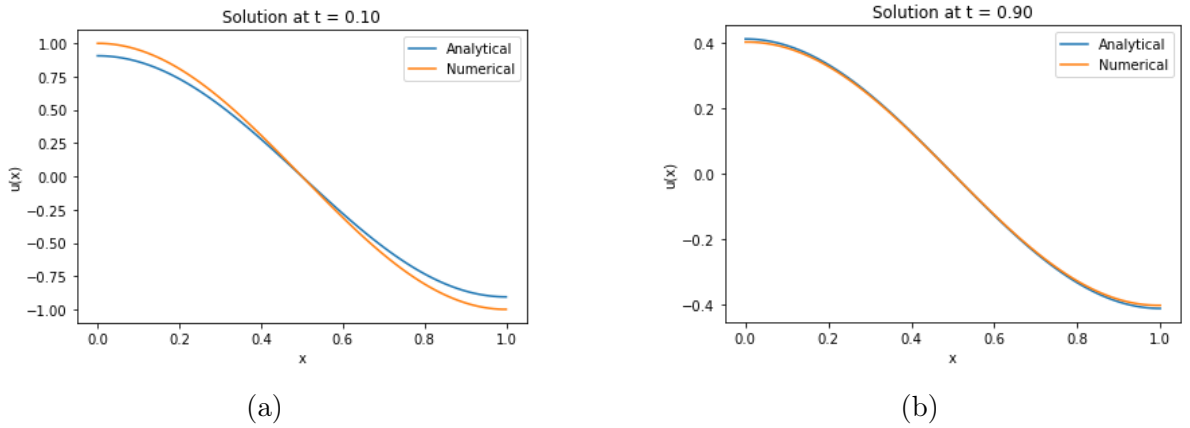 Solution at t = 0.10
Analytical
Numerical
1.00
0.75
0.50
0.25
0.00
−0.25
−0.50
−0.75
−1.00
u(x)
0.0 0.2 0.4 0.6 0.8 1.0
x
(a)
Solution at t = 0.90
Analytical
Numerical
0.4
0.2
0.0
−0.2
−0.4
u(x)
0.0 0.2 0.4 0.6 0.8 1.0
x
(b)